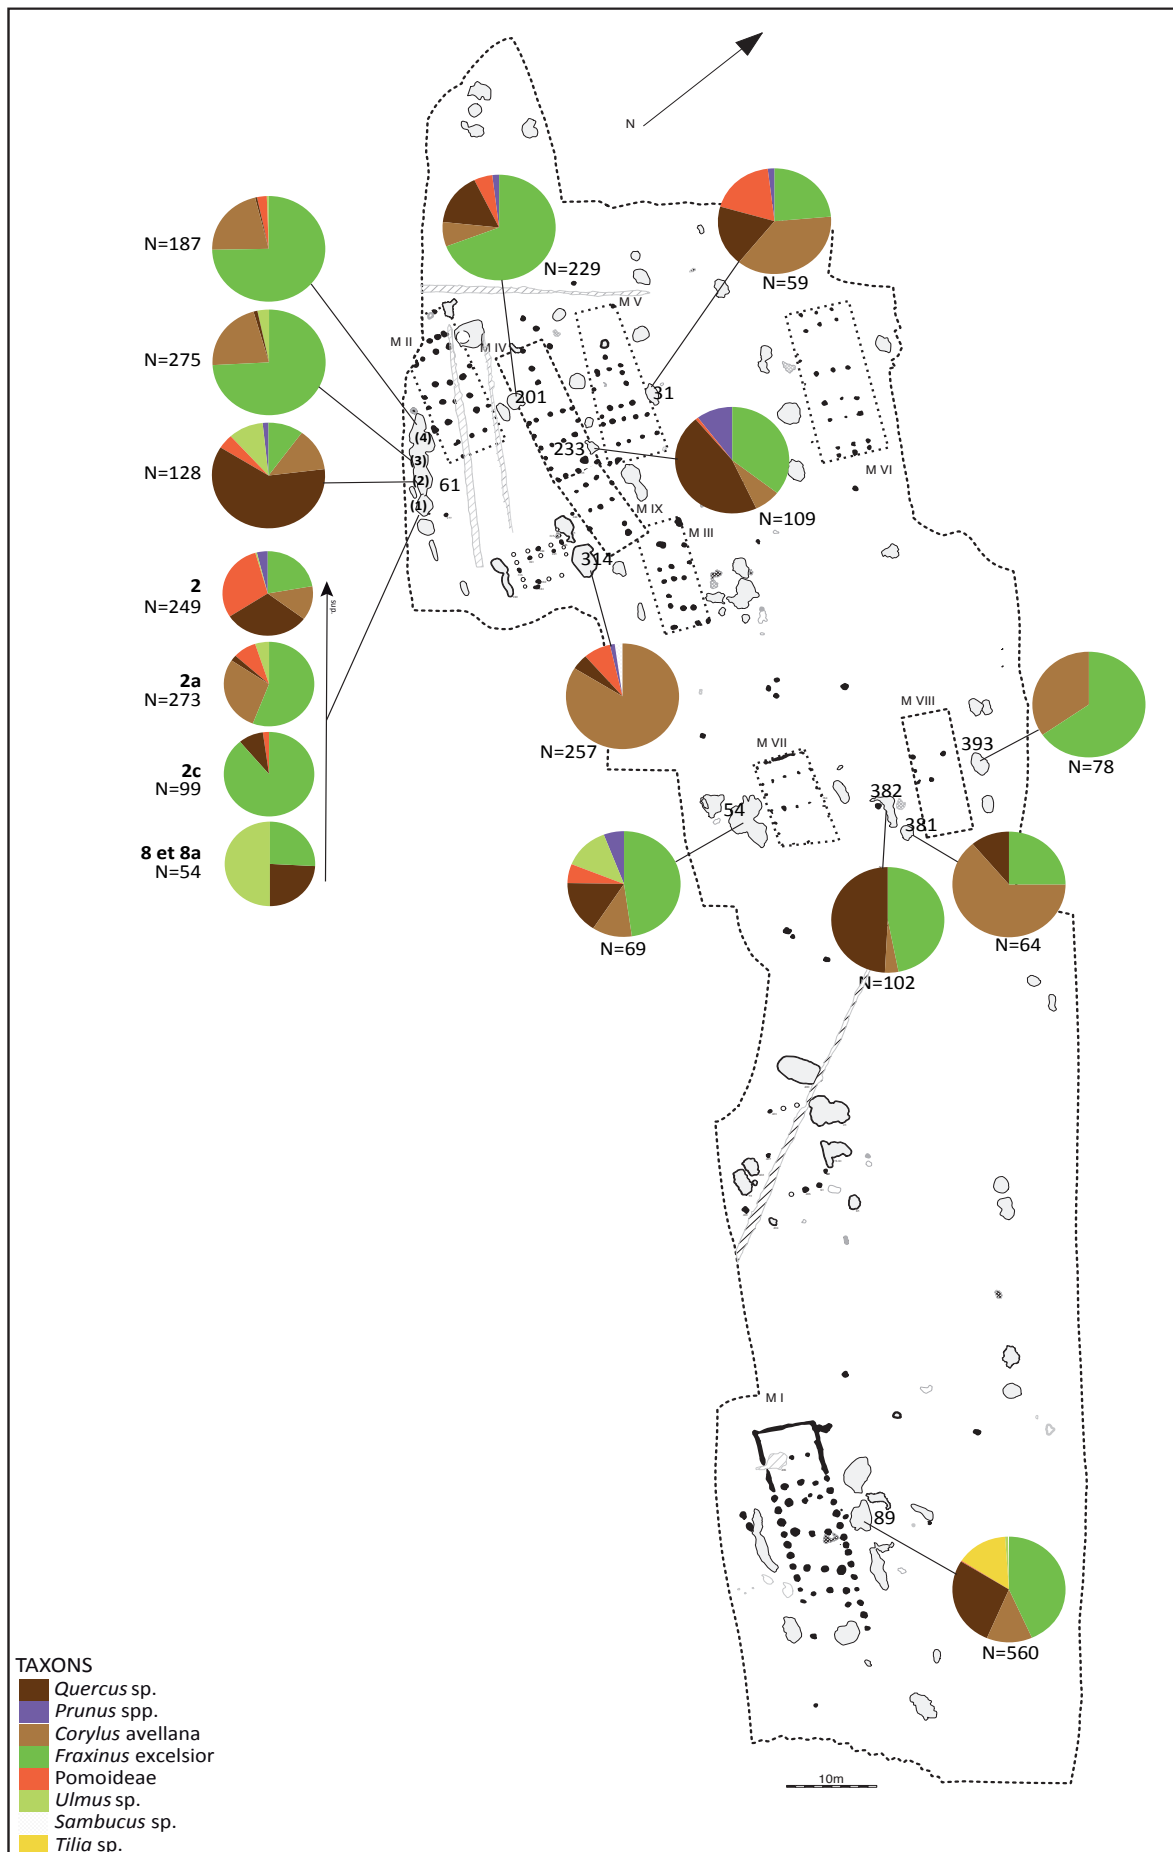 N
N=187
N=229
N=59
N=275
M V
M II
M IV
201
31
(4)
233
(3)
N=128
(2)
61
M VI
(1)
M IX
N=109
M III
314
2
N=249
sup.
2a
N=273
N=257
M VIII
M VII
393
N=78
2c
N=99
382
54
381
8 et 8a
N=54
N=69
N=64
N=102
M I
89
N=560
TAXONS
Quercus sp.
Prunus spp.
Corylus avellana
Fraxinus excelsior
Pomoideae
Ulmus sp.
Sambucus sp.
Tilia sp.
10m